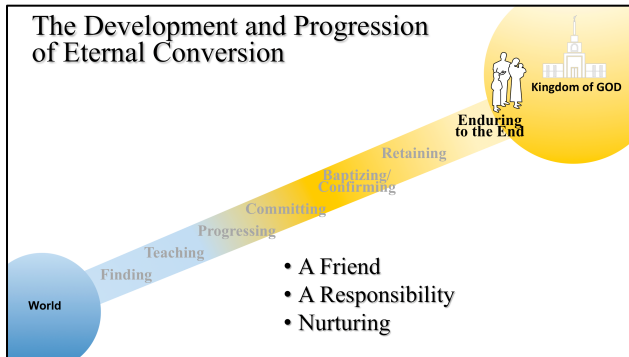 The Development and Progression
of Eternal Conversion
Kingdom of GOD
Enduring
to the End
Retaining
Baptizing/
Confirming
Committing
Progressing
Teaching
Finding
World
• A Friend
• A Responsibility
• Nurturing